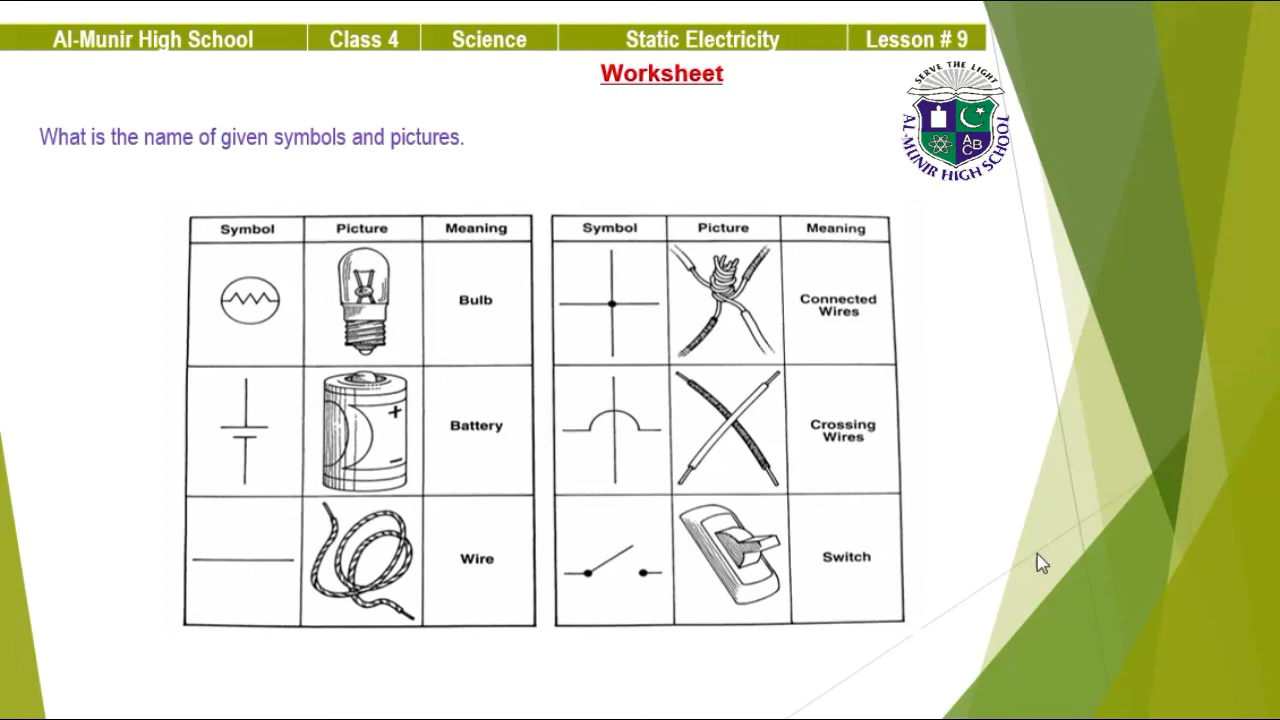 Al-Munir High School Class 4 Science Static Electricity Lesson # 9
Worksheet
SERVE THE LIGHT
AL-MUNIR HIGH SCHOOL
A B
C
What is the name of given symbols and pictures.
Symbol Picture Meaning
Bulb
Battery
+
−
Wire
Symbol Picture Meaning
Connected
Wires
Crossing
Wires
Switch